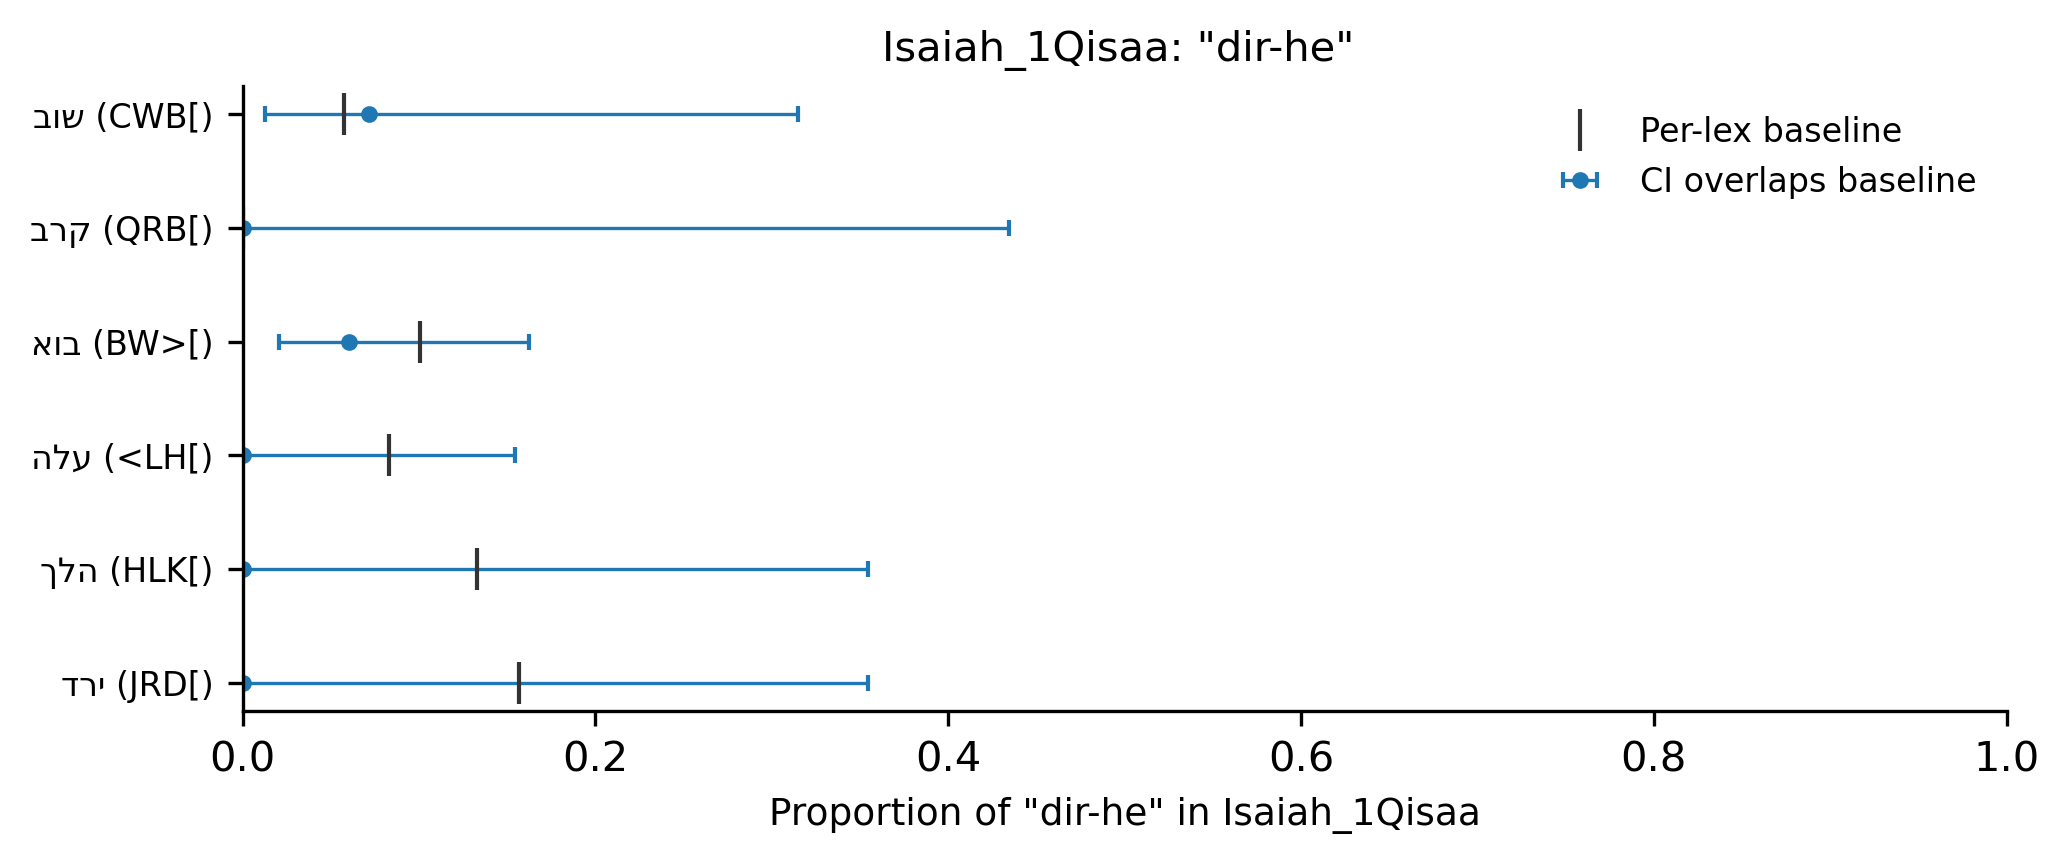 Isaiah_1Qisaa: "dir-he"
שוב (CWB[)
קרב (QRB[)
בוא (BW>[)
עלה (<LH[)
הלך (HLK[)
ירד (JRD[)
Per-lex baseline
CI overlaps baseline
0.0 0.2 0.4 0.6 0.8 1.0
Proportion of "dir-he" in Isaiah_1Qisaa